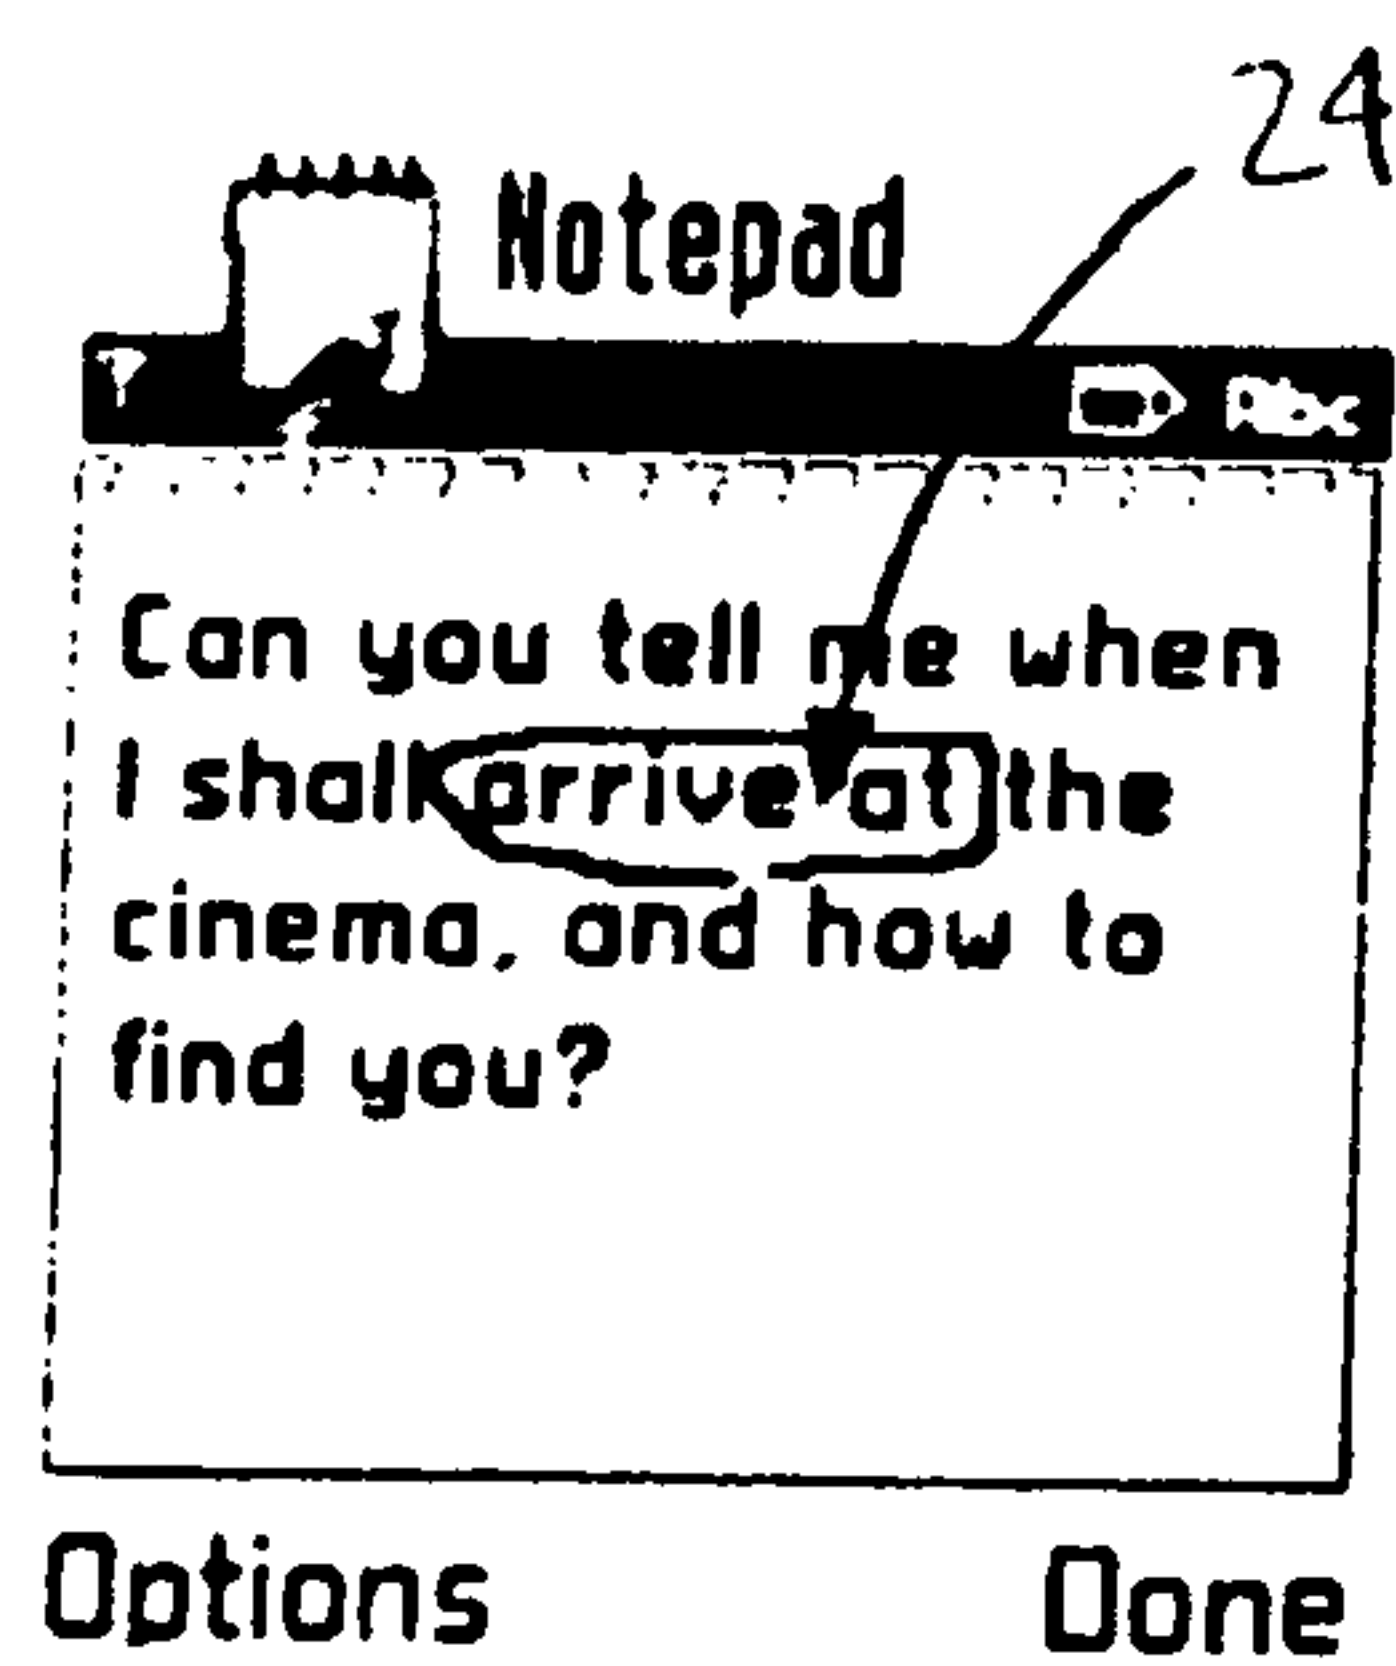 24
Notepad
Abc
Can you tell me when
I shall arrive at the
cinema, and how to
find you?
Options
Done